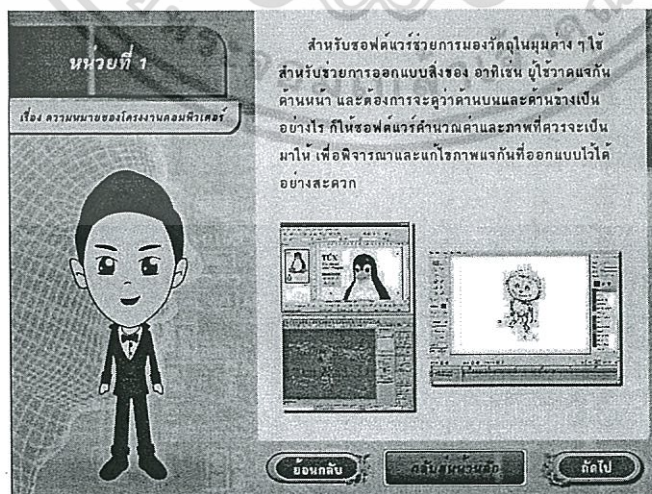 หน่วยที่ 1
เรื่อง ความหมายของโครงงานคอมพิวเตอร์
สำหรับซอฟต์แวร์ช่วยการมองวัตถุในมุมต่าง ๆ ใช้
สำหรับช่วยการออกแบบสิ่งของ อาทิเช่น ผู้ใช้วาดแจกัน
ด้านหน้า และต้องการจะดูว่าด้านบนและด้านข้างเป็น
อย่างไร ก็ให้ซอฟต์แวร์คำนวณค่าและภาพที่ควรจะเป็น
มาให้ เพื่อพิจารณาและแก้ไขภาพแจกันที่ออกแบบไว้ได้
อย่างสะดวก
TUX
ย้อนกลับ
กลับสู่หน้าหลัก
ถัดไป